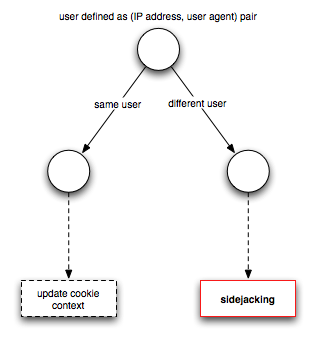 user defined as (IP address, user agent) pair
same user
different user
update cookie
context
sidejacking